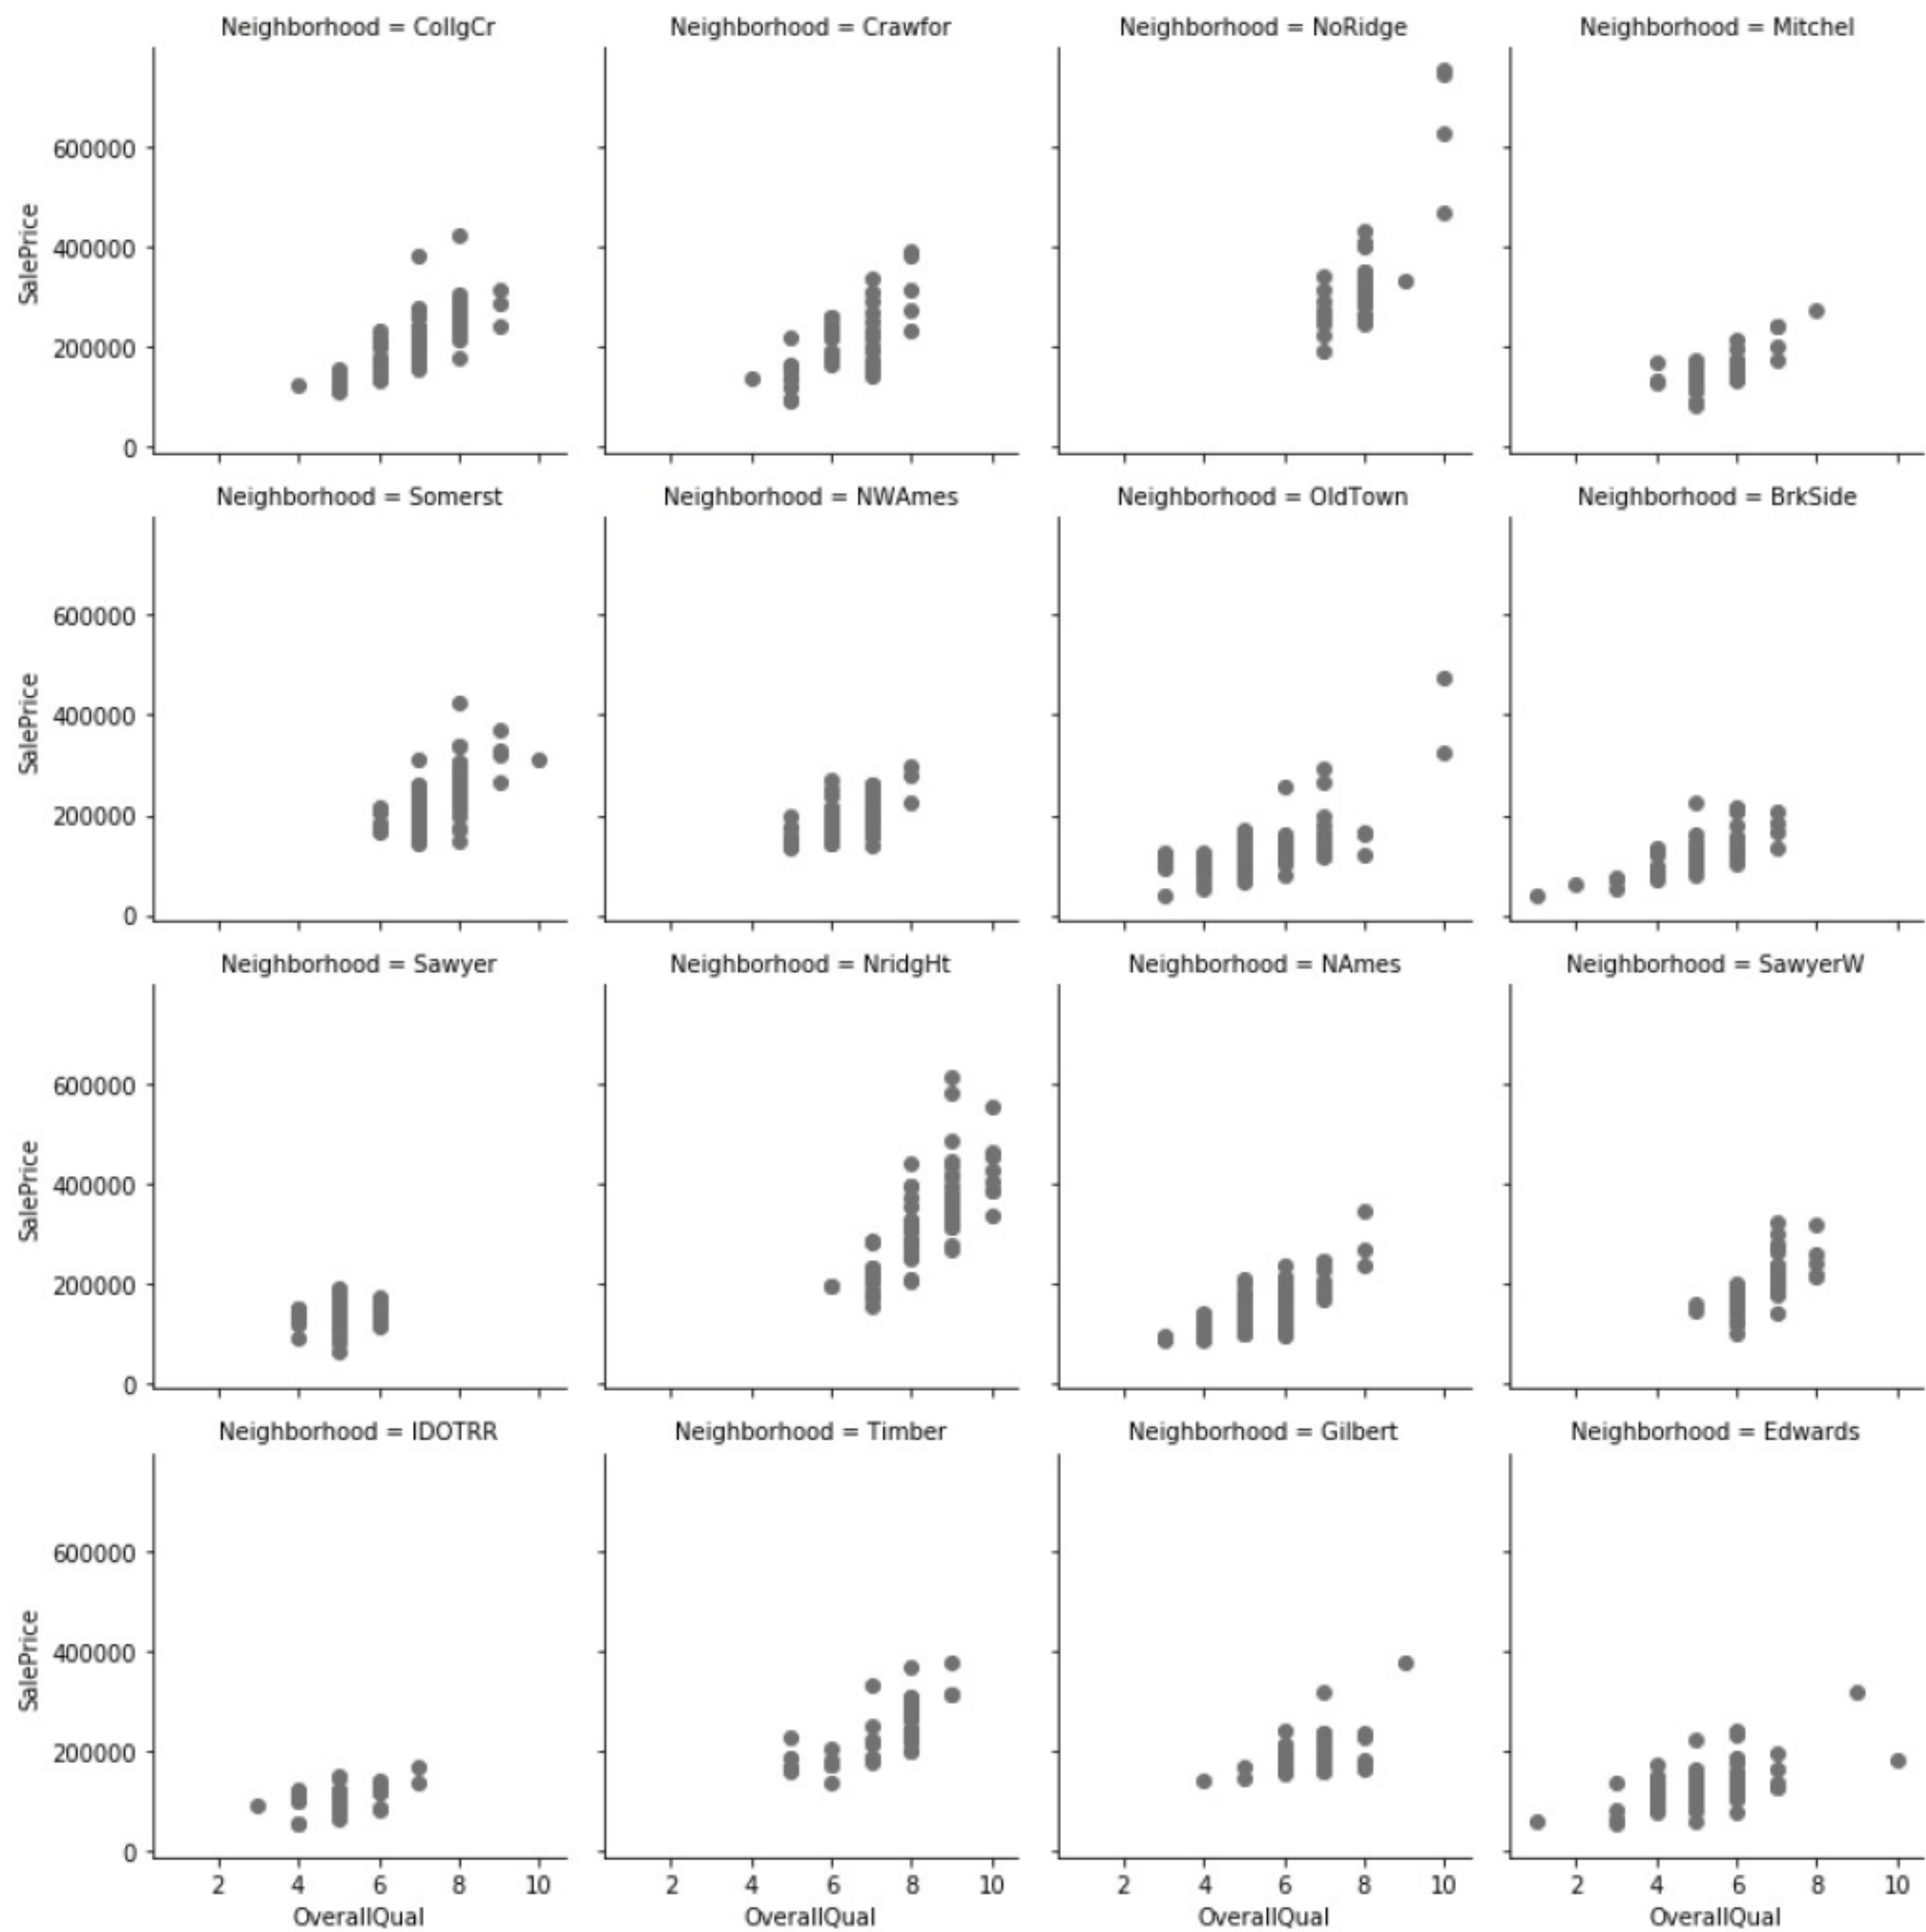 Neighborhood = CollgCr
Neighborhood = Crawfor
Neighborhood = NoRidge
Neighborhood = Mitchel
600000
400000
200000
0
SalePrice
Neighborhood = Somerst
Neighborhood = NWAmes
Neighborhood = OldTown
Neighborhood = BrkSide
600000
400000
200000
0
SalePrice
Neighborhood = Sawyer
Neighborhood = NridgHt
Neighborhood = NAmes
Neighborhood = SawyerW
600000
400000
200000
0
SalePrice
Neighborhood = IDOTRR
Neighborhood = Timber
Neighborhood = Gilbert
Neighborhood = Edwards
600000
400000
200000
0
SalePrice
2 4 6 8 10
OverallQual
2 4 6 8 10
OverallQual
2 4 6 8 10
OverallQual
2 4 6 8 10
OverallQual